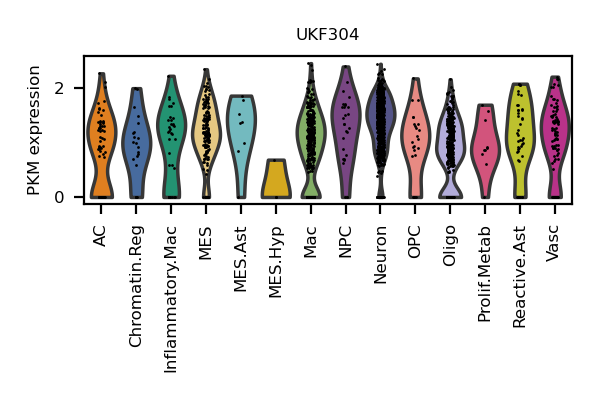 UKF304
PKM expression
2
0
AC
Chromatin.Reg
Inflammatory.Mac
MES
MES.Ast
MES.Hyp
Mac
NPC
Neuron
OPC
Oligo
Prolif.Metab
Reactive.Ast
Vasc